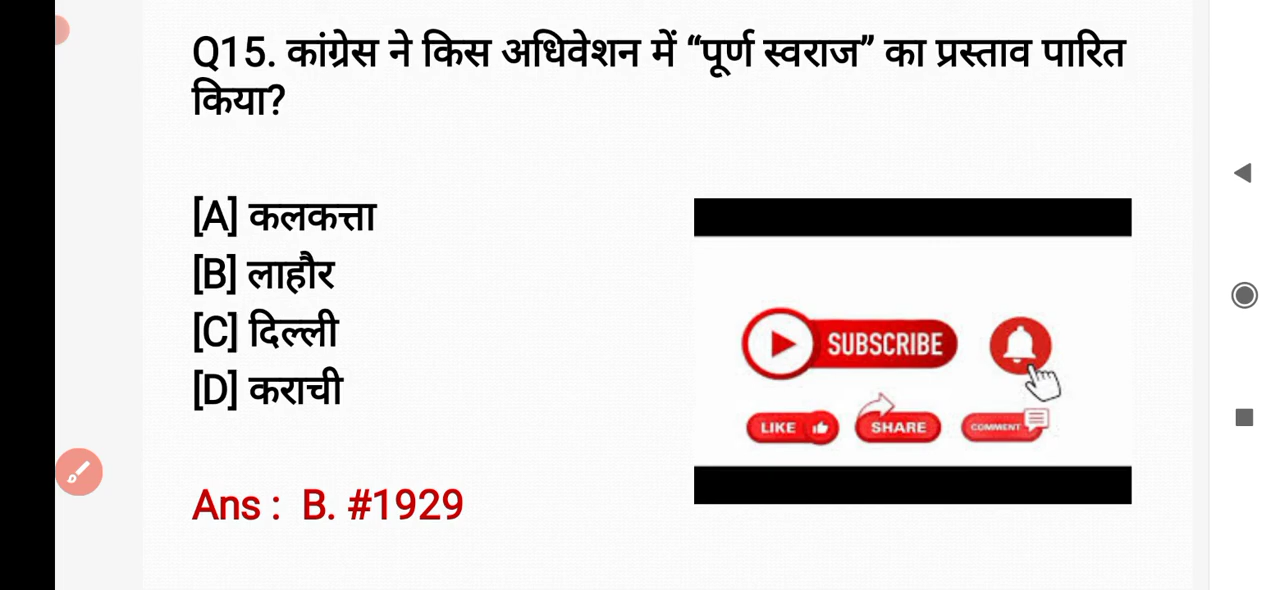 Q15. कांग्रेस ने किस अधिवेशन में “पूर्ण स्वराज” का प्रस्ताव पारित
किया?
[A] कलकत्ता
[B] लाहौर
[C] दिल्ली
[D] कराची
SUBSCRIBE
LIKE
SHARE
COMMENT
Ans : B. #1929